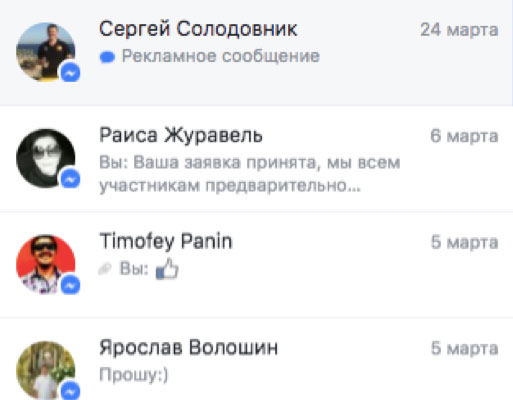 Сергей Солодовник 24 марта
Рекламное сообщение
Раиса Журавель 6 марта
Вы: Ваша заявка принята, мы всем
участникам предварительно...
Timofey Panin 5 марта
Вы:
Ярослав Волошин 5 марта
Прошу:)